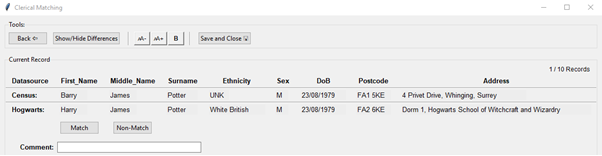 Clerical Matching
Tools:
Back Show/Hide Differences A- A+ B Save and Close
Current Record
1 / 10 Records
Datasource First_Name Middle_Name Surname Ethnicity Sex DoB Postcode Address
Census: Barry James Potter UNK M 23/08/1979 FA1 5KE 4 Privet Drive, Whinging, Surrey
Hogwarts: Harry James Potter White British M 23/08/1979 FA2 6KE Dorm 1, Hogwarts School of Witchcraft and Wizardry
Match Non-Match
Comment: